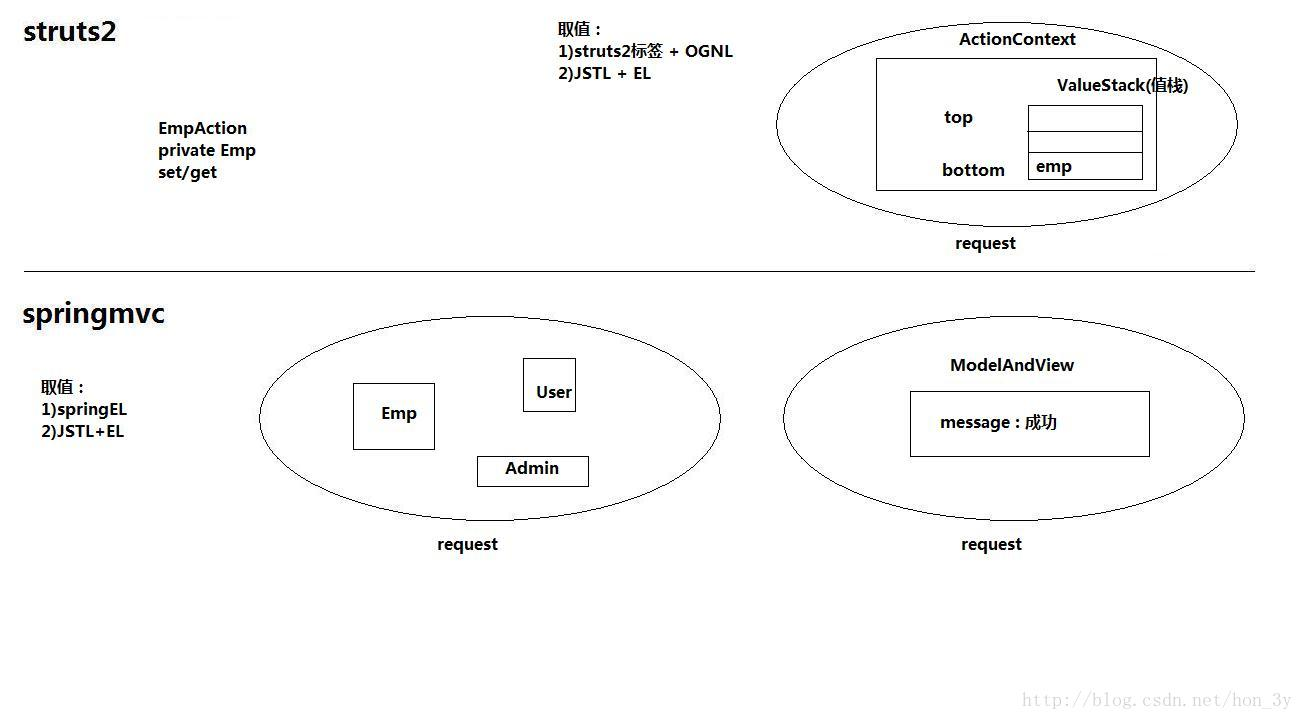 struts2
取值：
1)struts2标签 + OGNL
2)JSTL + EL
EmpAction
private Emp
set/get
ActionContext
ValueStack(值栈)
top
bottom
emp
request
springmvc
取值：
1)springEL
2)JSTL+EL
Emp
User
Admin
request
ModelAndView
message : 成功
request
http://blog.csdn.net/hon_3y